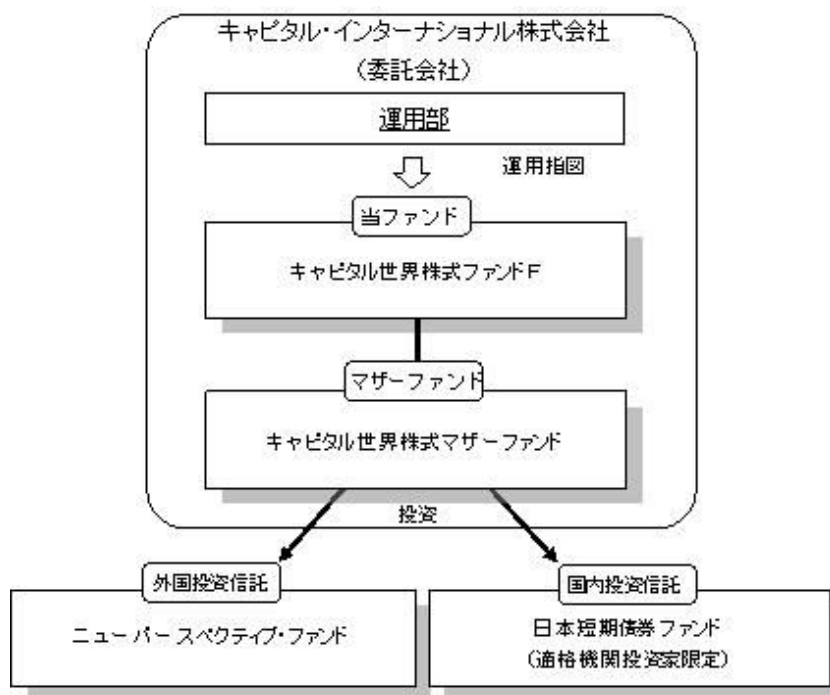 キャピタル・インターナショナル株式会社
（委託会社）
運用部
運用指図
当ファンド
キャピタル世界株式ファンドF
マザーファンド
キャピタル世界株式マザーファンド
投資
外国投資信託
ニューパースペクティブ・ファンド
国内投資信託
日本短期債券ファンド
（適格機関投資家限定）